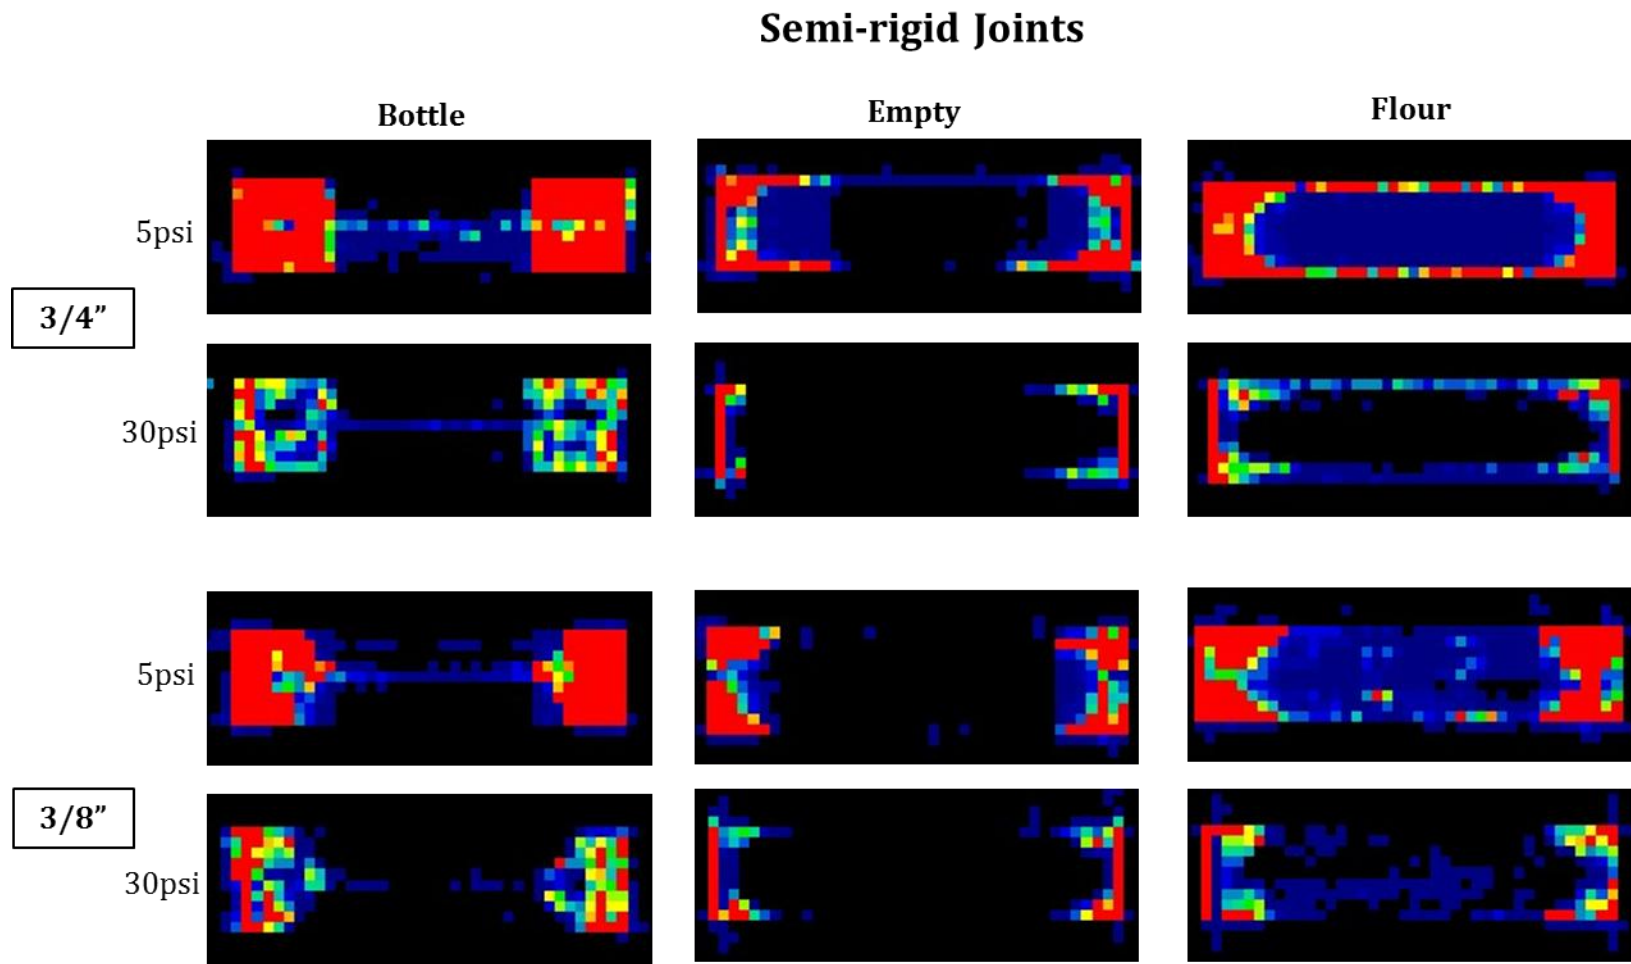 Semi-rigid Joints
Bottle
Empty
Flour
5psi
3/4”
30psi
5psi
3/8”
30psi